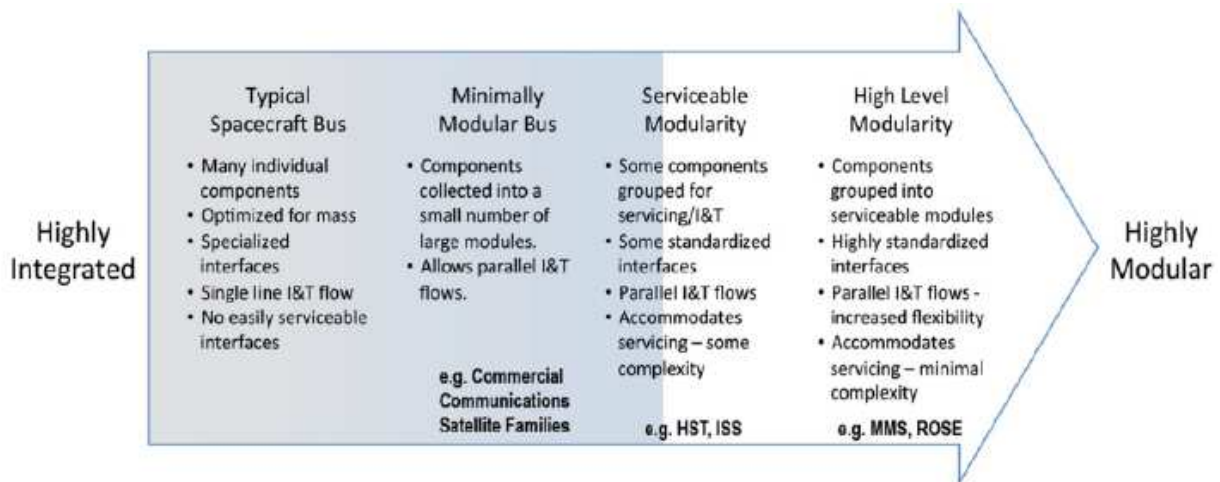 Highly
Integrated
Typical
Spacecraft Bus
• Many individual
components
• Optimized for mass
• Specialized
interfaces
• Single line I&T flow
• No easily serviceable
interfaces
Minimally
Modular Bus
• Components
collected into a
small number of
large modules.
• Allows parallel I&T
flows.
e.g. Commercial
Communications
Satellite Families
Serviceable
Modularity
• Some components
grouped for
servicing/I&T
• Some standardized
interfaces
• Parallel I&T flows
• Accommodates
servicing – some
complexity
e.g. HST, ISS
High Level
Modularity
• Components
grouped into
serviceable modules
• Highly standardized
interfaces
• Parallel I&T flows -
increased flexibility
• Accommodates
servicing – minimal
complexity
e.g. MMS, ROSE
Highly
Modular